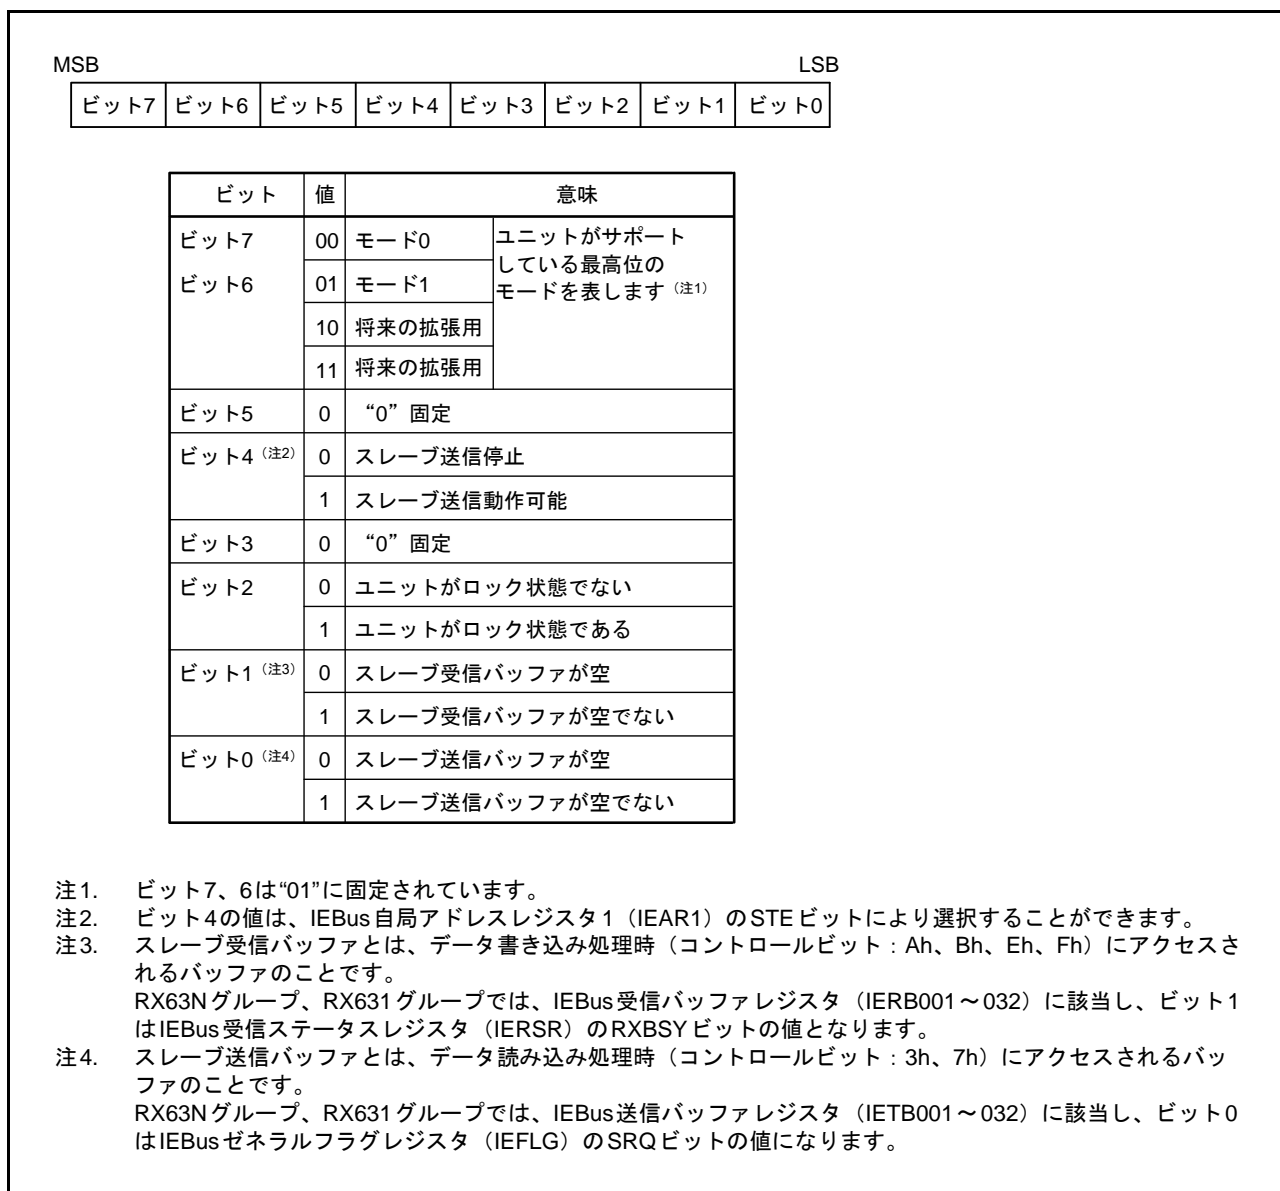 MSB LSB
ビット7 ビット6 ビット5 ビット4 ビット3 ビット2 ビット1 ビット0
ビット 値 意味
ビット7 00 モード0 ユニットがサポート
している最高位の
ビット6 01 モード1 モードを表します（注1）
10 将来の拡張用
11 将来の拡張用
ビット5 0 “0”固定
ビット4（注2） 0 スレーブ送信停止
1 スレーブ送信動作可能
ビット3 0 “0”固定
ビット2 0 ユニットがロック状態でない
1 ユニットがロック状態である
ビット1（注3） 0 スレーブ受信バッファが空
1 スレーブ受信バッファが空でない
ビット0（注4） 0 スレーブ送信バッファが空
1 スレーブ送信バッファが空でない
注1. ビット7、6は“01”に固定されています。
注2. ビット4の値は、IEBus自局アドレスレジスタ1（IEAR1）のSTEビットにより選択することができます。
注3. スレーブ受信バッファとは、データ書き込み処理時（コントロールビット：Ah、Bh、Eh、Fh）にアクセスさ
れるバッファのことです。
RX63Nグループ、RX631グループでは、IEBus受信バッファレジスタ（IERB001～032）に該当し、ビット1
はIEBus受信ステータスレジスタ（IERSR）のRXBSYビットの値となります。
注4. スレーブ送信バッファとは、データ読み込み処理時（コントロールビット：3h、7h）にアクセスされるバッ
ファのことです。
RX63Nグループ、RX631グループでは、IEBus送信バッファレジスタ（IETB001～032）に該当し、ビット0
はIEBusゼネラルフラグレジスタ（IEFLG）のSRQビットの値になります。